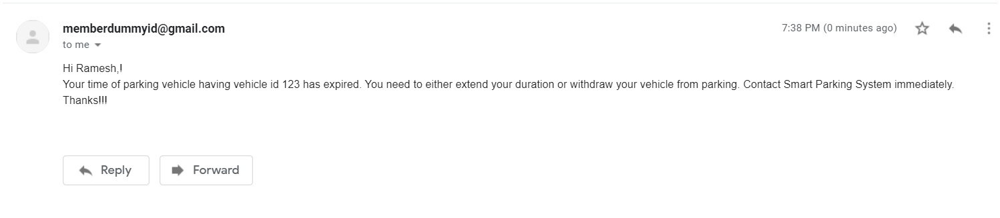 memberdummyid@gmail.com
7:38 PM (0 minutes ago)
to me
Hi Ramesh,!
Your time of parking vehicle having vehicle id 123 has expired. You need to either extend your duration or withdraw your vehicle from parking. Contact Smart Parking System immediately.
Thanks!!!
Reply
Forward